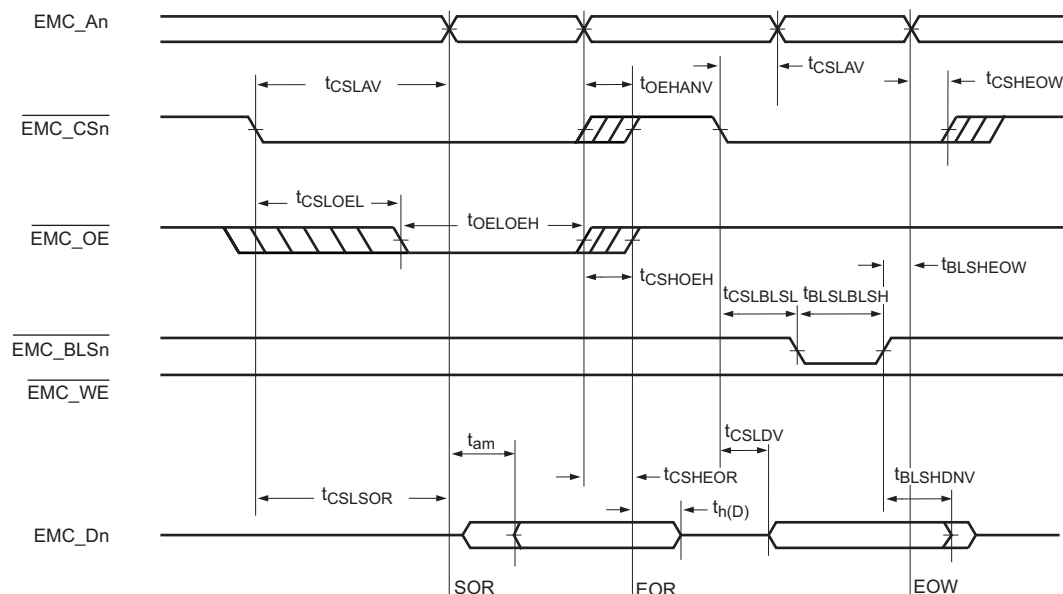 EMC_An
tCSLAV
tOEHANV
tCSLAV
tCSHEOW
EMC_CSn
tCSLOEL
tOELOEH
EMC_OE
tCSHOEH
tBLSHEOW
tCSLBLSL
tBLSLBLSH
EMC_BLSn
EMC_WE
tam
tCSLDV
tCSLSOR
tCSHEOR
tBLSHDNV
th(D)
EMC_Dn
SOR
EOR
EOW